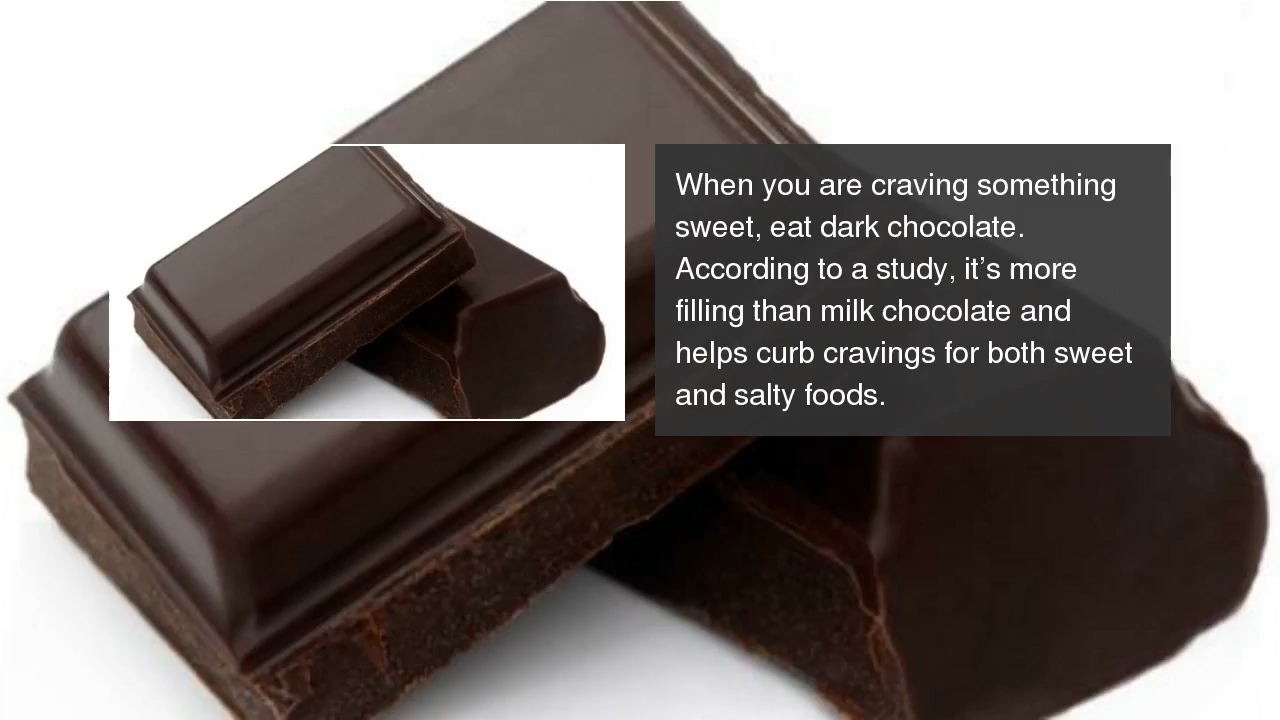 When you are craving something
sweet, eat dark chocolate.
According to a study, it’s more
filling than milk chocolate and
helps curb cravings for both sweet
and salty foods.